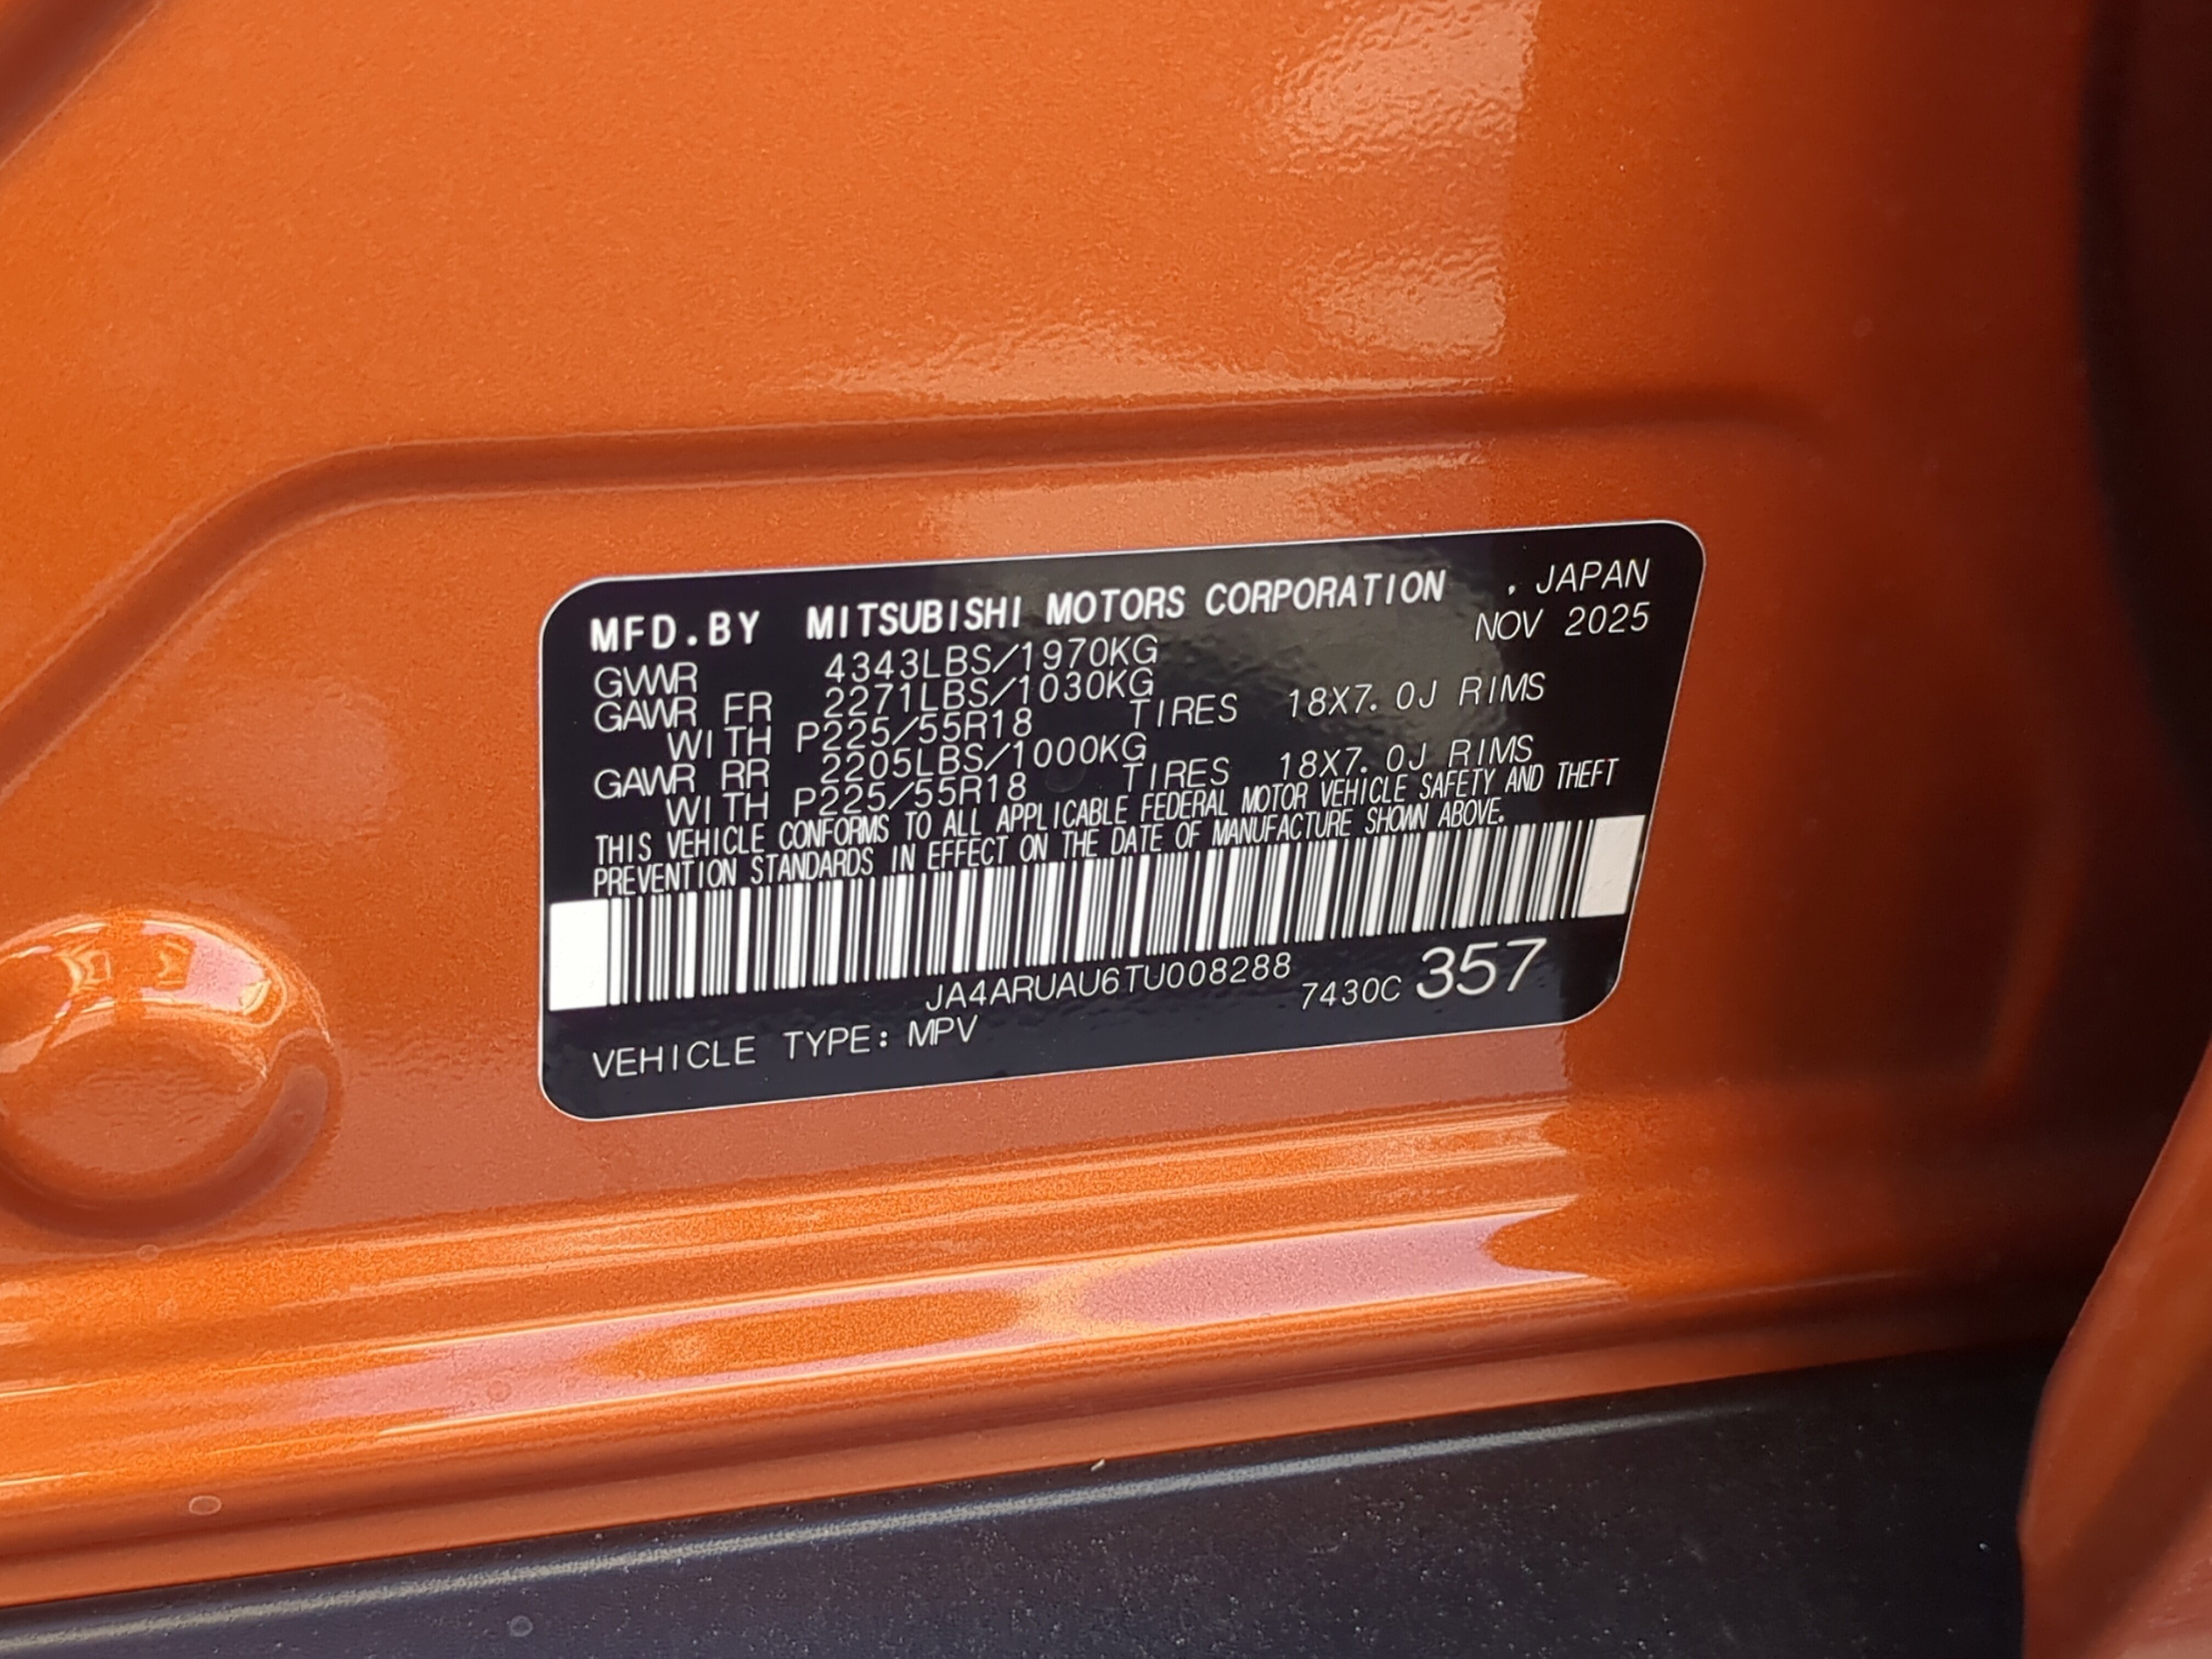 MFD.BY MITSUBISHI MOTORS CORPORATION , JAPAN
NOV 2025
GVWR 4343LBS/1970KG
GAWR FR 2271LBS/1030KG
WITH P225/55R18 TIRES 18X7.0J RIMS
GAWR RR 2205LBS/1000KG
WITH P225/55R18 TIRES 18X7.0J RIMS
THIS VEHICLE CONFORMS TO ALL APPLICABLE FEDERAL MOTOR VEHICLE SAFETY AND THEFT
PREVENTION STANDARDS IN EFFECT ON THE DATE OF MANUFACTURE SHOWN ABOVE.
JA4ARUAU6TU008288 7430C 357
VEHICLE TYPE: MPV